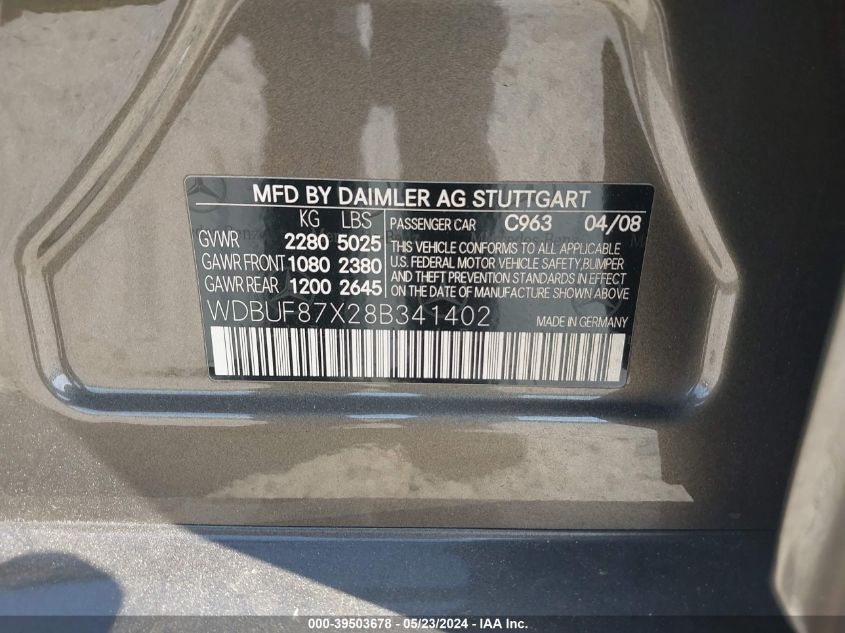 MFD BY DAIMLER AG STUTTGART
KG LBS PASSENGER CAR C963 04/08
GVWR 2280 5025
GAWR FRONT 1080 2380
GAWR REAR 1200 2645
THIS VEHICLE CONFORMS TO ALL APPLICABLE
U.S. FEDERAL MOTOR VEHICLE SAFETY,BUMPER
AND THEFT PREVENTION STANDARDS IN EFFECT
ON THE DATE OF MANUFACTURE SHOWN ABOVE.
WDBUF87X28B341402 MADE IN GERMANY
000-39503678 - 05/23/2024 - IAA Inc.